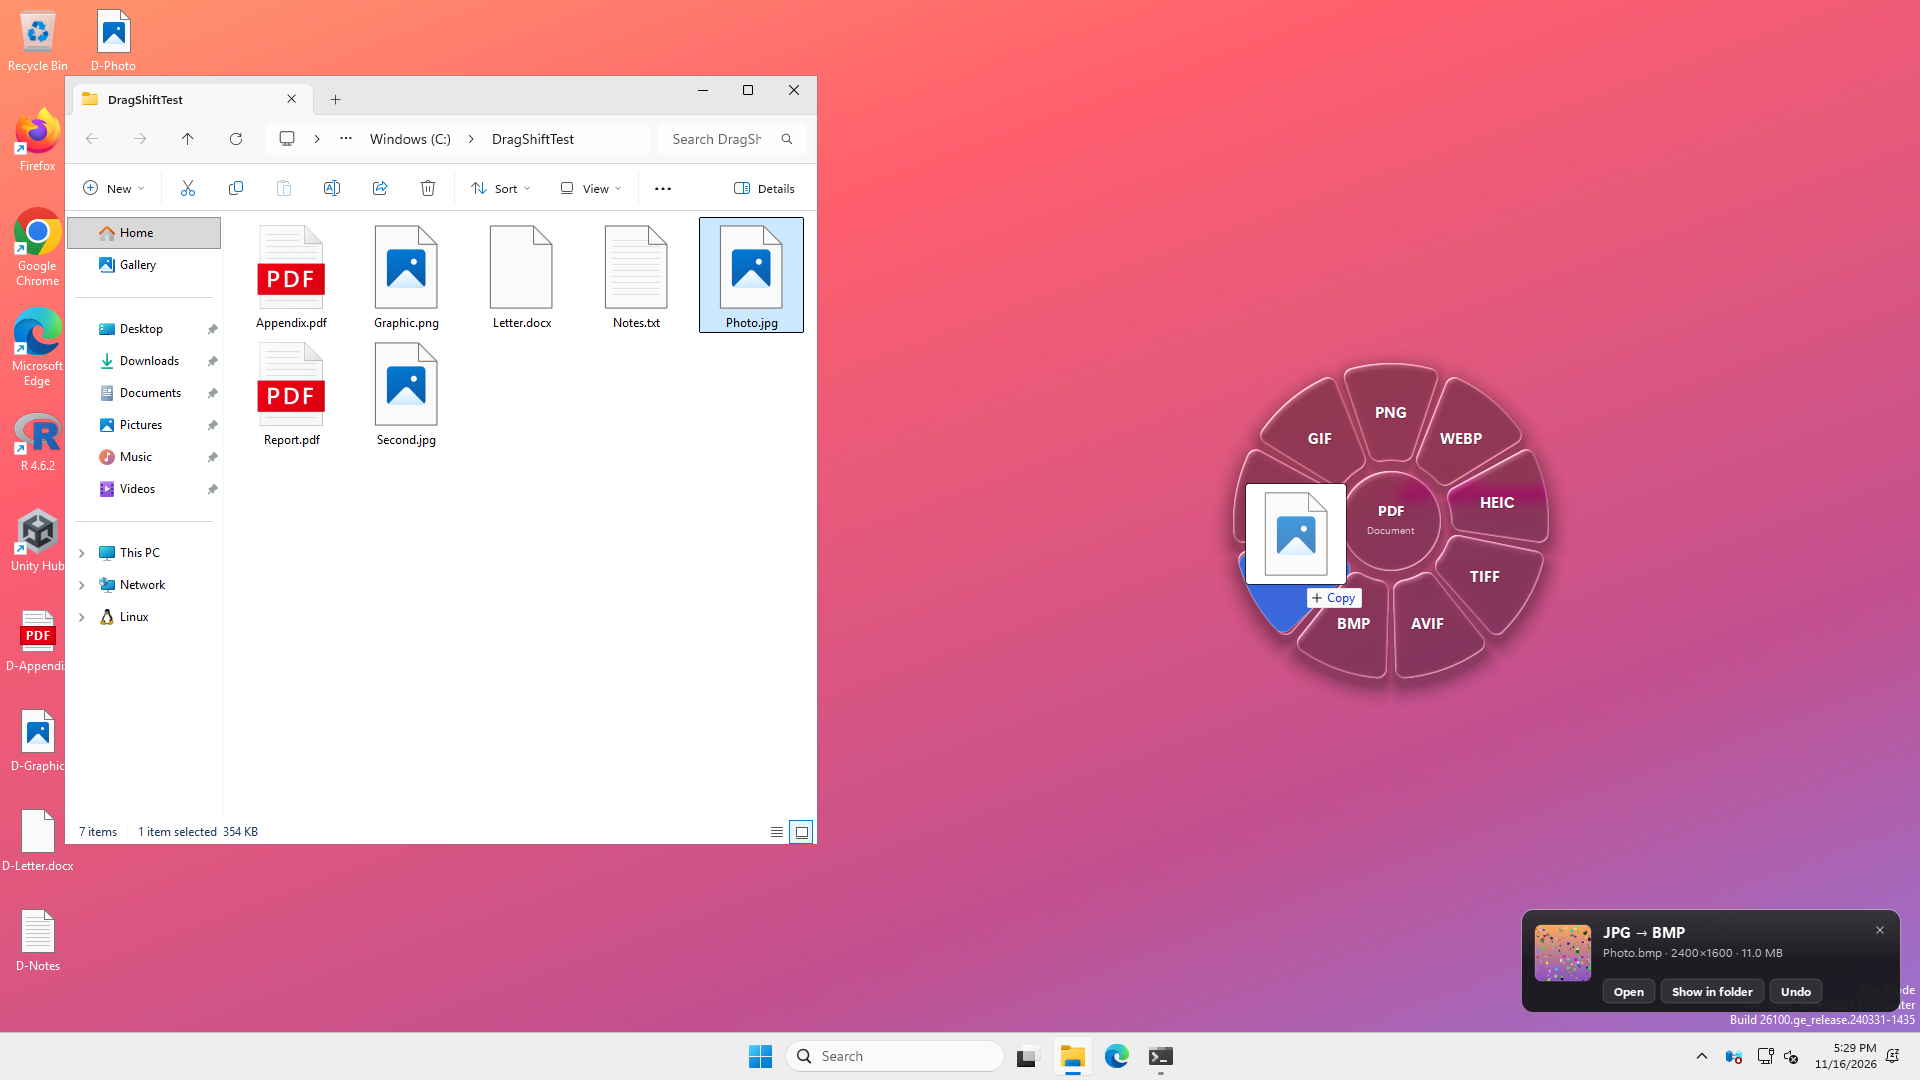 Recycle Bin
D-Photo
Firefox
Google
Chrome
Microsoft
Edge
R 4.6.2
Unity Hub
PDF
D-Appendi
D-Graphic
D-Letter.docx
D-Notes
DragShiftTest
Windows (C:)
DragShiftTest
Search DragSh
New
Sort
View
Details
Home
Gallery
Desktop
Downloads
Documents
Pictures
Music
Videos
This PC
Network
Linux
PDF
Appendix.pdf
Graphic.png
Letter.docx
Notes.txt
Photo.jpg
PDF
Report.pdf
Second.jpg
7 items
1 item selected 354 KB
PNG
GIF
WEBP
HEIC
PDF
Document
TIFF
+ Copy
BMP
AVIF
JPG → BMP
Photo.bmp · 2400×1600 · 11.0 MB
Open
Show in folder
Undo
Build 26100.ge_release.240331-1435
Search
5:29 PM
11/16/2026